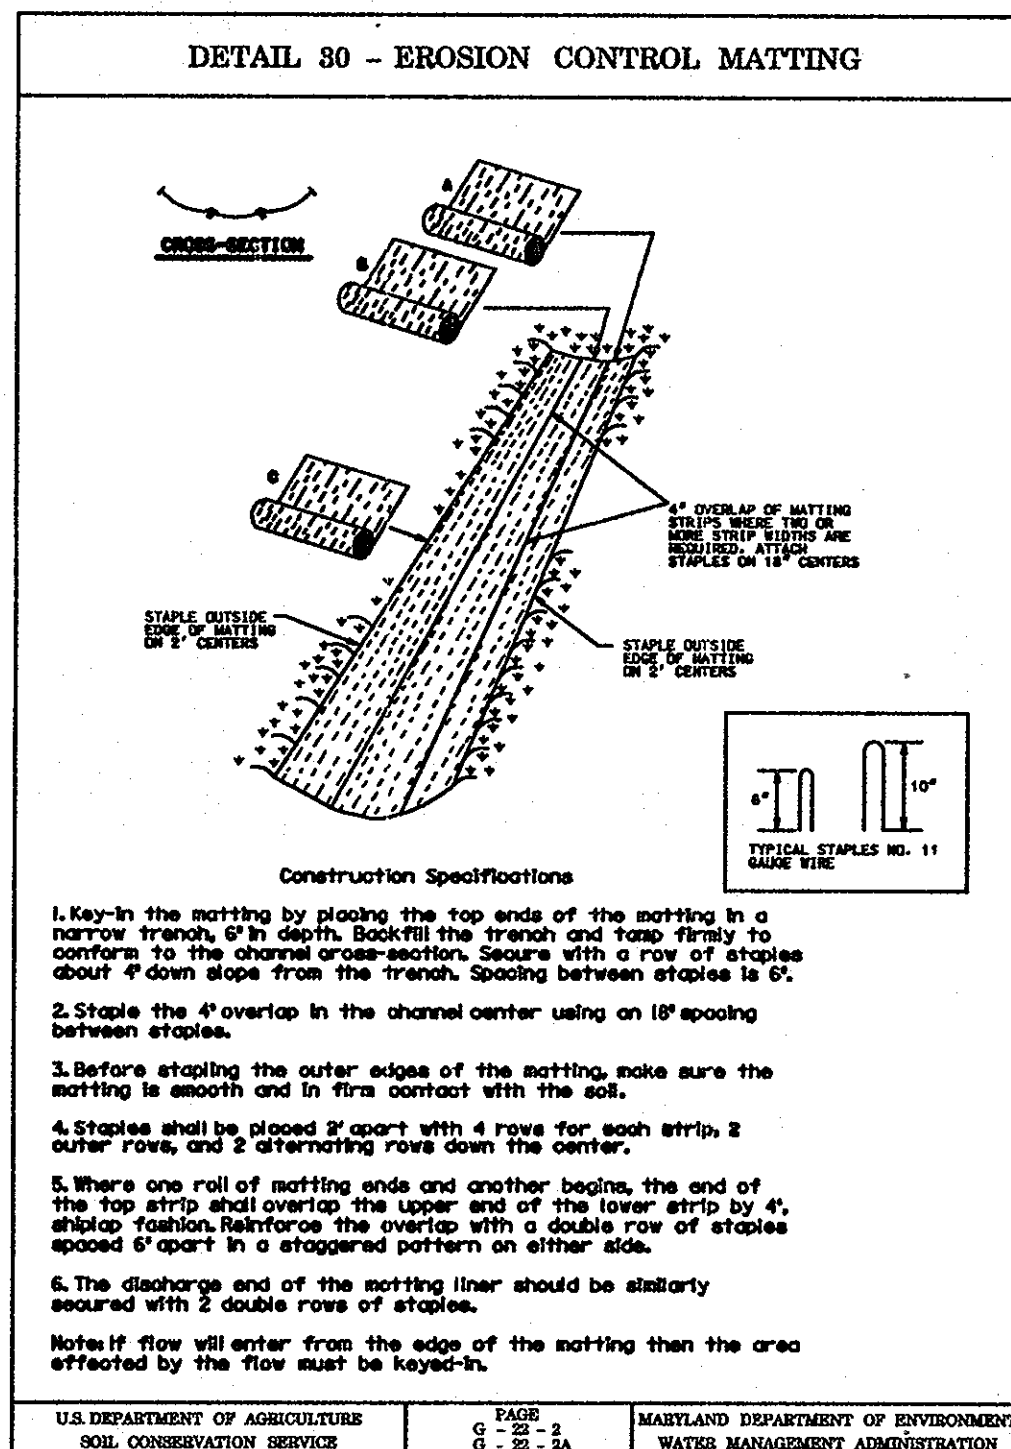 DETAIL 30 - EROSION CONTROL MATTING
CROSS-SECTION
A
B
C
4" OVERLAP OF MATTING
STRIPS WHERE TWO OR
MORE STRIP WIDTHS ARE
REQUIRED. ATTACH
STAPLES ON 18" CENTERS
STAPLE OUTSIDE
EDGE OF MATTING
ON 2' CENTERS
STAPLE OUTSIDE
EDGE OF MATTING
ON 2' CENTERS
6"
10"
TYPICAL STAPLES NO. 11
GAUGE WIRE
Construction Specifications
1. Key-in the matting by placing the top ends of the matting in a
narrow trench, 6" in depth. Backfill the trench and tamp firmly to
conform to the channel cross-section. Secure with a row of staples
about 4" down slope from the trench. Spacing between staples is 6".
2. Staple the 4" overlap in the channel center using an 18" spacing
between staples.
3. Before stapling the outer edges of the matting, make sure the
matting is smooth and in firm contact with the soil.
4. Staples shall be placed 2' apart with 4 rows for each strip, 2
outer rows, and 2 alternating rows down the center.
5. Where one roll of matting ends and another begins, the end of
the top strip shall overlap the upper end of the lower strip by 4",
shiplap fashion. Reinforce the overlap with a double row of staples
spaced 6" apart in a staggered pattern on either side.
6. The discharge end of the matting liner should be similarly
secured with 2 double rows of staples.
Note: If flow will enter from the edge of the matting then the area
effected by the flow must be keyed-in.
U.S. DEPARTMENT OF AGRICULTURE
SOIL CONSERVATION SERVICE
PAGE
G - 22 - 2
G - 22 - 2A
MARYLAND DEPARTMENT OF ENVIRONMENT
WATER MANAGEMENT ADMINISTRATION